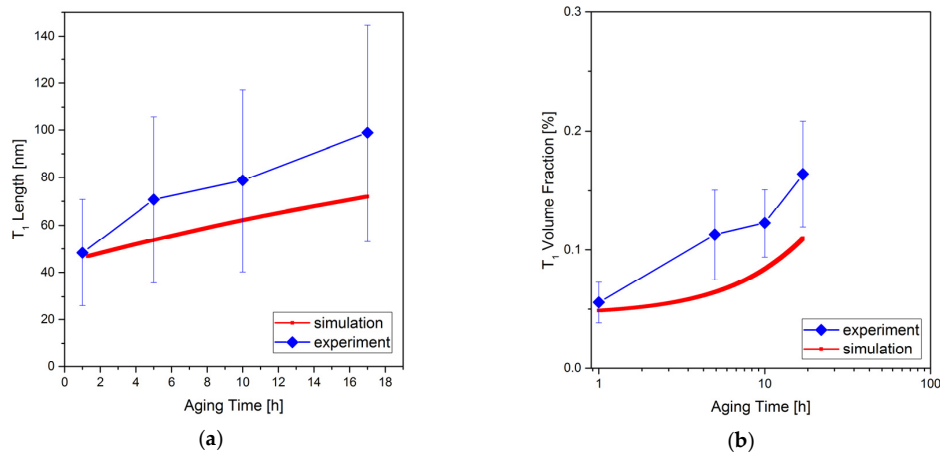 140
120
100
80
60
40
20
0
T₁ Length [nm]
0 2 4 6 8 10 12 14 16 18
Aging Time [h]
simulation
experiment
(a)
0.3
0.2
0.1
0.0
T₁ Volume Fraction [%]
1 10 100
Aging Time [h]
experiment
simulation
(b)